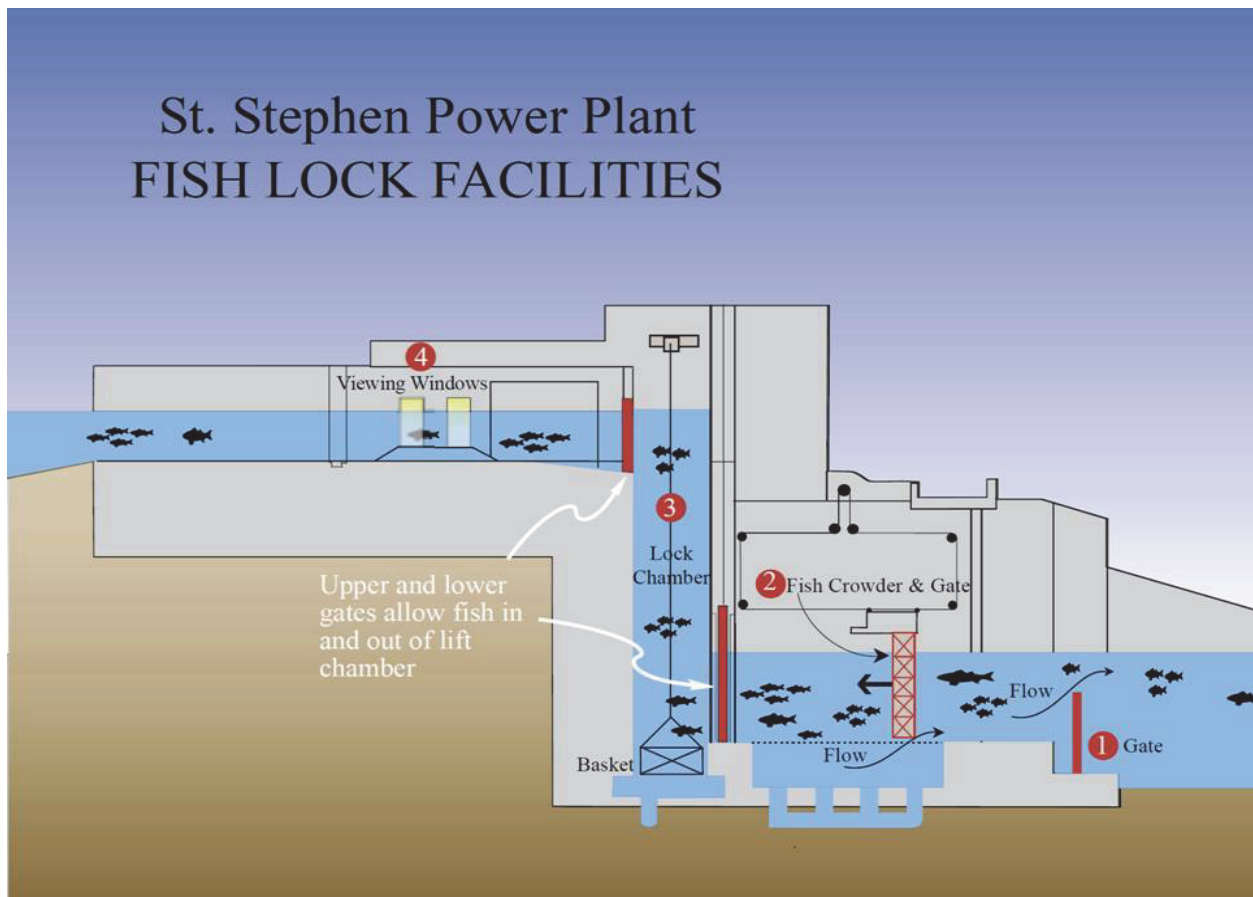 St. Stephen Power Plant
FISH LOCK FACILITIES
4
Viewing Windows
3
Lock
Chamber
2 Fish Crowder & Gate
Upper and lower
gates allow fish in
and out of lift
chamber
Flow
1 Gate
Flow
Basket